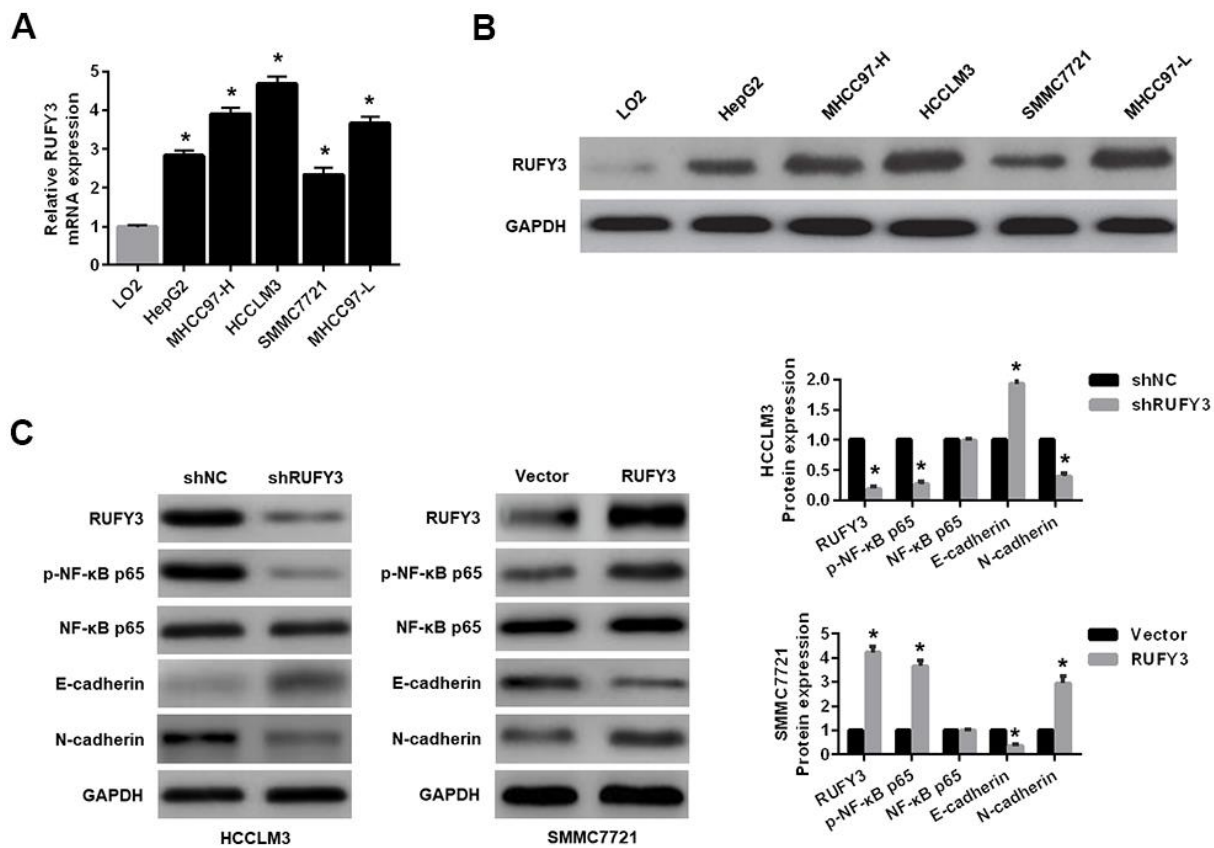 A
Relative RUFY3
mRNA expression
5
4
3
2
1
0
* * * * *
LO2 HepG2 MHCC97-H HCCLM3 SMMC7721 MHCC97-L
B
LO2 HepG2 MHCC97-H HCCLM3 SMMC7721 MHCC97-L
RUFY3
GAPDH
C
shNC shRUFY3
RUFY3
p-NF-κB p65
NF-κB p65
E-cadherin
N-cadherin
GAPDH
HCCLM3
Vector RUFY3
RUFY3
p-NF-κB p65
NF-κB p65
E-cadherin
N-cadherin
GAPDH
SMMC7721
HCCLM3
Protein expression
2.0
1.5
1.0
0.5
0.0
* * * *
RUFY3 p-NF-κB p65 NF-κB p65 E-cadherin N-cadherin
shNC
shRUFY3
SMMC7721
Protein expression
5
4
3
2
1
0
* * * *
RUFY3 p-NF-κB p65 NF-κB p65 E-cadherin N-cadherin
Vector
RUFY3